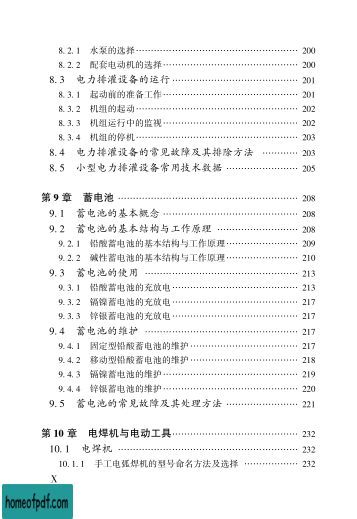 8. 2. 1 水泵的选择 …………………………………………… 200
8. 2. 2 配套电动机的选择 …………………………………… 200
8. 3 电力排灌设备的运行 …………………………………… 201
8. 3. 1 起动前的准备工作 …………………………………… 201
8. 3. 2 机组的起动 …………………………………………… 202
8. 3. 3 机组运行中的监视 …………………………………… 202
8. 3. 4 机组的停机 …………………………………………… 203
8. 4 电力排灌设备的常见故障及其排除方法 ………… 203
8. 5 小型电力排灌设备常用技术数据 ………………… 205
第 9 章 蓄电池 ……………………………………………… 208
9. 1 蓄电池的基本概念 ……………………………………… 208
9. 2 蓄电池的基本结构与工作原理 …………………… 208
9. 2. 1 铅酸蓄电池的基本结构与工作原理 ……………… 209
9. 2. 2 碱性蓄电池的基本结构与工作原理 ……………… 210
9. 3 蓄电池的使用 …………………………………………… 213
9. 3. 1 铅酸蓄电池的充放电 ………………………………… 213
9. 3. 2 镉镍蓄电池的充放电 ………………………………… 217
9. 3. 3 锌银蓄电池的充放电 ………………………………… 217
9. 4 蓄电池的维护 …………………………………………… 217
9. 4. 1 固定型铅酸蓄电池的维护 …………………………… 217
9. 4. 2 移动型铅酸蓄电池的维护 …………………………… 218
9. 4. 3 镉镍蓄电池的维护 …………………………………… 219
9. 4. 4 锌银蓄电池的维护 …………………………………… 220
9. 5 蓄电池的常见故障及其处理方法 ………………… 221
第 10 章 电焊机与电动工具 ………………………………… 232
10. 1 电焊机 ………………………………………………… 232
10. 1. 1 手工电弧焊机的型号命名方法及选择 …………… 232
X
homeofpdf.com